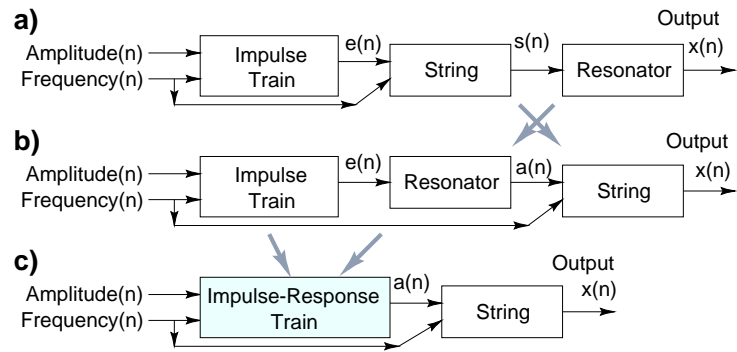 a)
Output
Amplitude(n)
Frequency(n)
Impulse
Train
e(n)
String
s(n)
Resonator
x(n)
b)
Output
Amplitude(n)
Frequency(n)
Impulse
Train
e(n)
Resonator
a(n)
String
x(n)
c)
Output
Amplitude(n)
Frequency(n)
Impulse-Response
Train
a(n)
String
x(n)